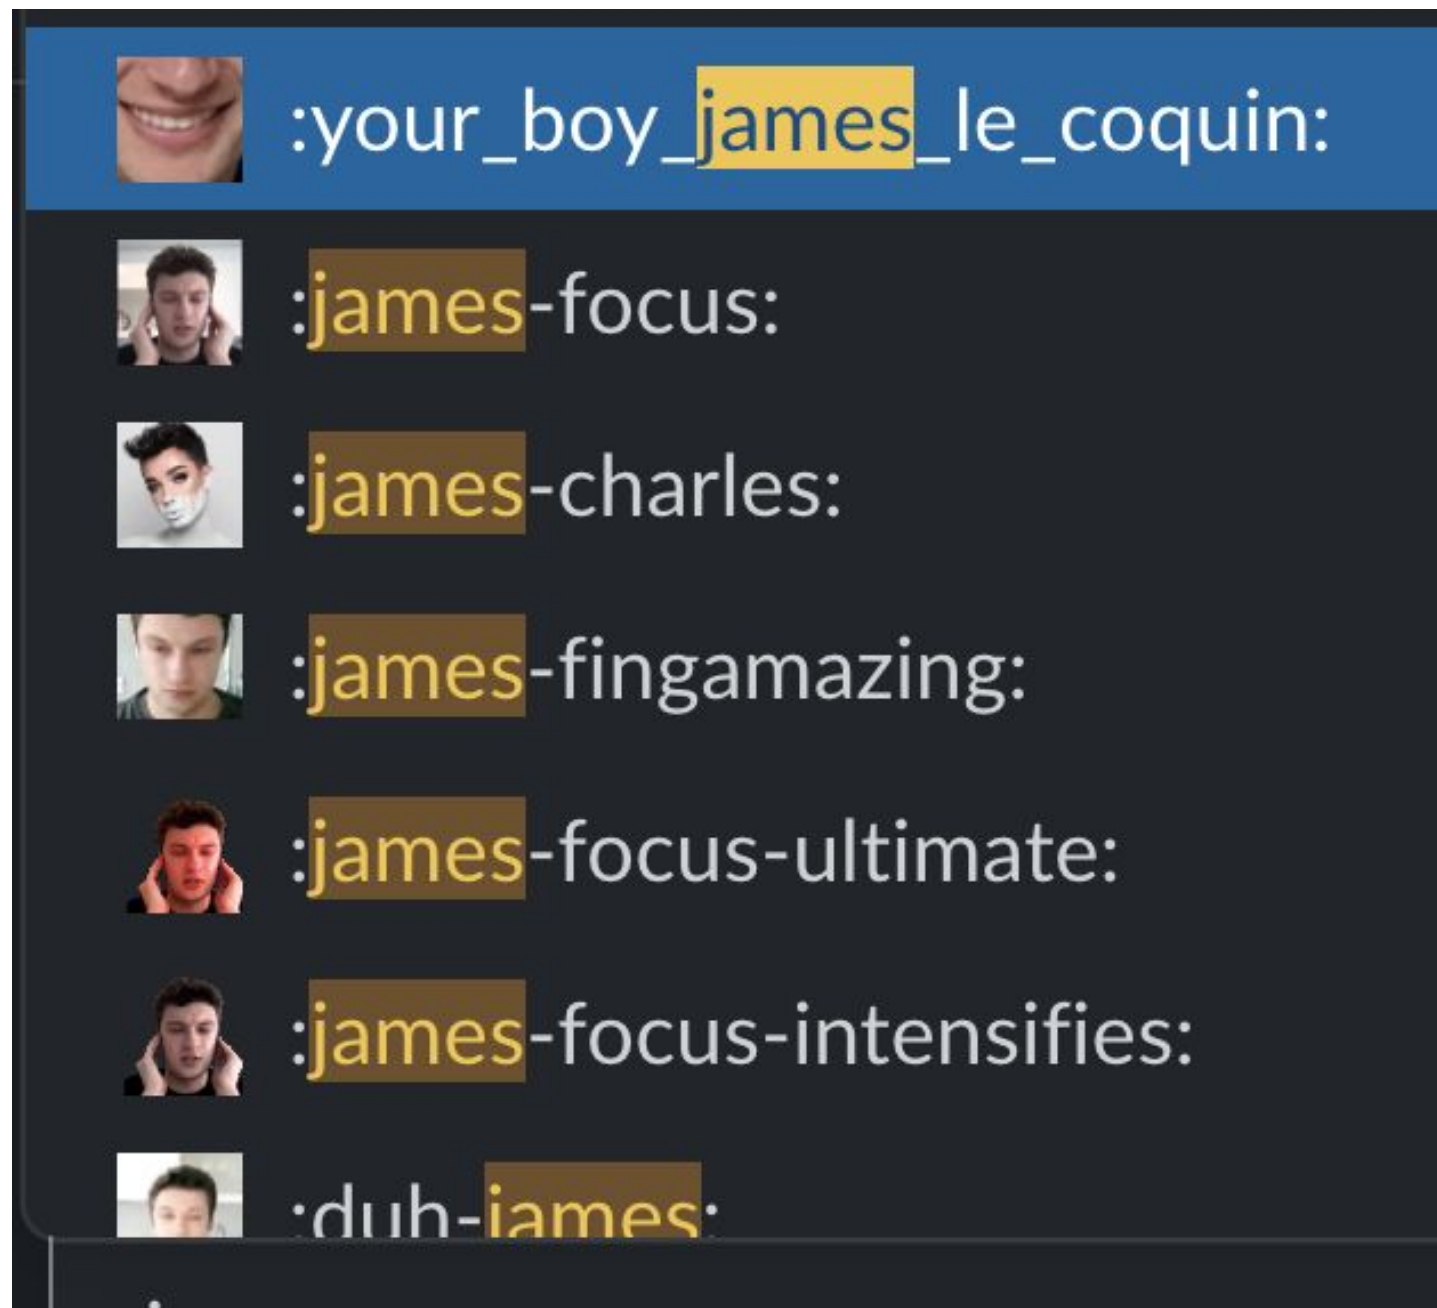 :your_boy_james_le_coquin:
:james-focus:
:james-charles:
:james-fingamazing:
:james-focus-ultimate:
:james-focus-intensifies:
:duh-james: